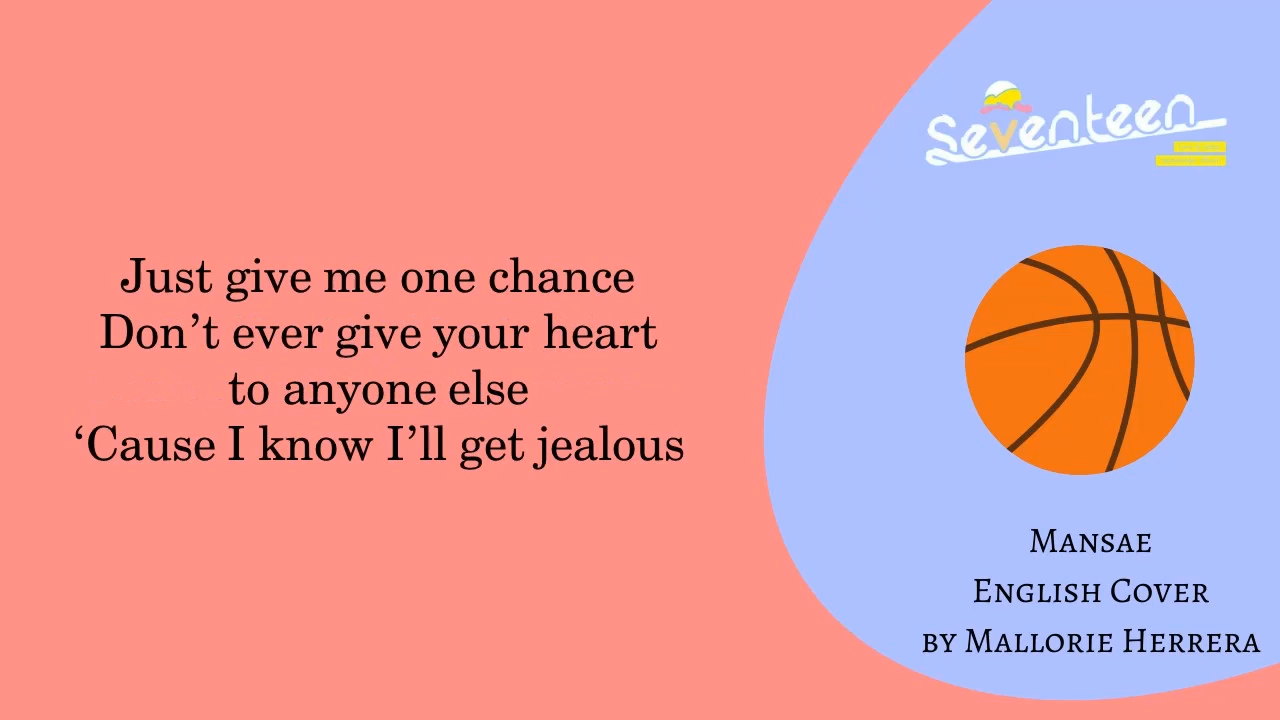 Just give me one chance
Don’t ever give your heart
to anyone else
‘Cause I know I’ll get jealous
Seventeen
Mansae
English Cover
by Mallorie Herrera